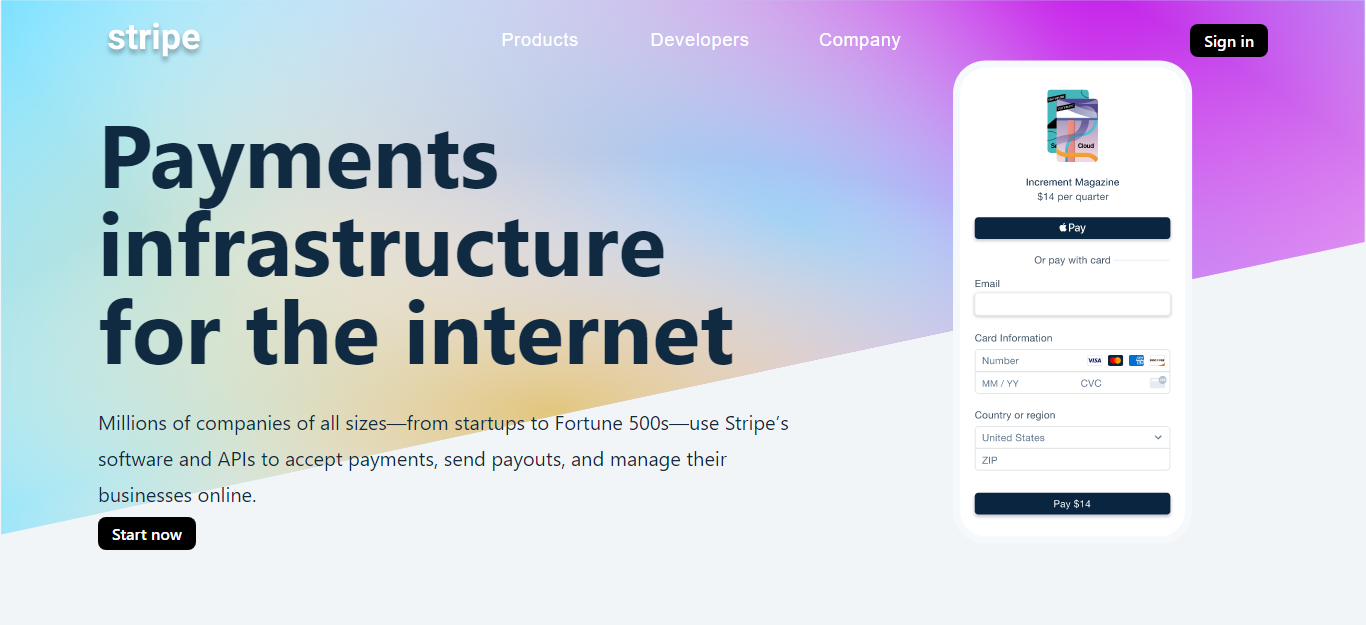 stripe
Products
Developers
Company
Sign in
Payments
infrastructure
for the internet
Millions of companies of all sizes—from startups to Fortune 500s—use Stripe’s
software and APIs to accept payments, send payouts, and manage their
businesses online.
Start now
Cloud
Increment Magazine
$14 per quarter
Pay
Or pay with card
Email
Card Information
Number
VISA
MM / YY
CVC
Country or region
United States
ZIP
Pay $14